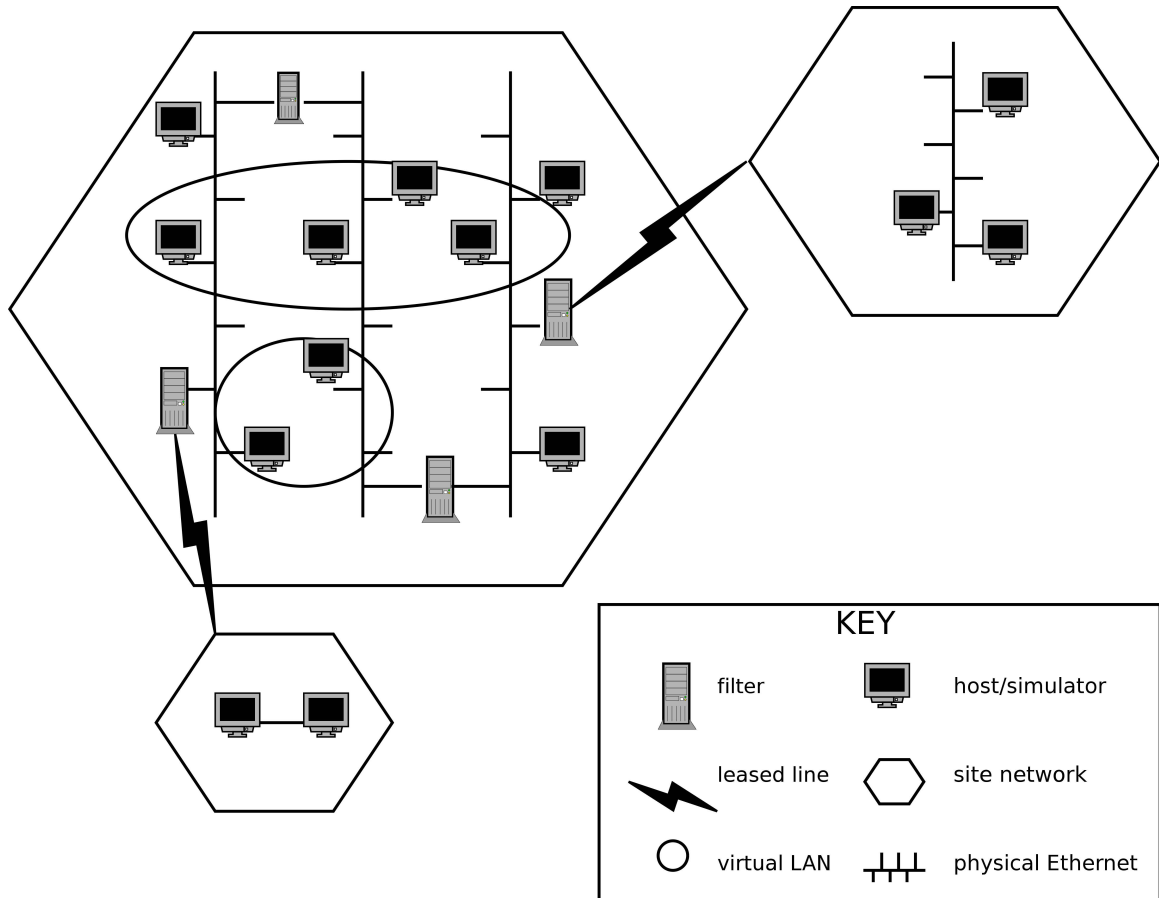 KEY
filter
host/simulator
leased line
site network
virtual LAN
physical Ethernet